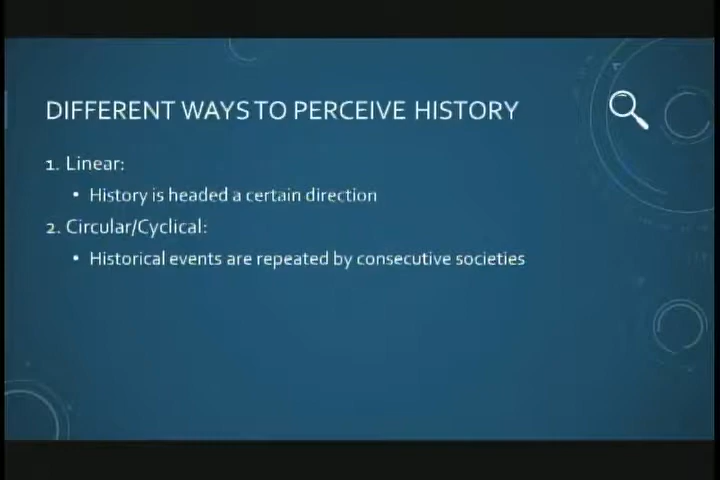 DIFFERENT WAYS TO PERCEIVE HISTORY
1. Linear:
• History is headed a certain direction
2. Circular/Cyclical:
• Historical events are repeated by consecutive societies